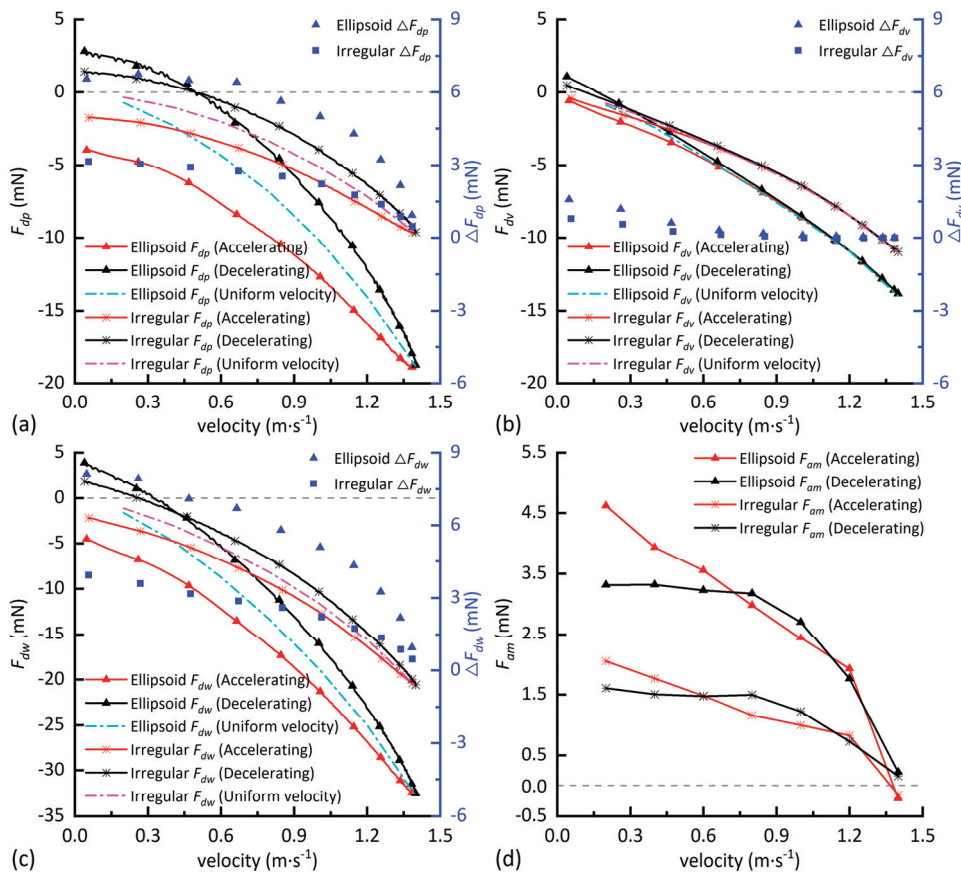 5
0
-5
-10
-15
-20
F_dp (mN)
Ellipsoid △F_dp
Irregular △F_dp
Ellipsoid F_dp (Accelerating)
Ellipsoid F_dp (Decelerating)
Ellipsoid F_dp (Uniform velocity)
Irregular F_dp (Accelerating)
Irregular F_dp (Decelerating)
Irregular F_dp (Uniform velocity)
9
6
3
0
-3
-6
△F_dp (mN)
0.0 0.3 0.6 0.9 1.2 1.5
velocity (m·s⁻¹)
(a)
5
0
-5
-10
-15
-20
F_dv (mN)
Ellipsoid △F_dv
Irregular △F_dv
Ellipsoid F_dv (Accelerating)
Ellipsoid F_dv (Decelerating)
Ellipsoid F_dv (Uniform velocity)
Irregular F_dv (Accelerating)
Irregular F_dv (Decelerating)
Irregular F_dv (Uniform velocity)
9
6
3
0
-3
-6
△F_dv (mN)
0.0 0.3 0.6 0.9 1.2 1.5
velocity (m·s⁻¹)
(b)
5
0
-5
-10
-15
-20
-25
-30
-35
F_dw 'mN)
Ellipsoid △F_dw
Irregular △F_dw
Ellipsoid F_dw (Accelerating)
Ellipsoid F_dw (Decelerating)
Ellipsoid F_dw (Uniform velocity)
Irregular F_dw (Accelerating)
Irregular F_dw (Decelerating)
Irregular F_dw (Uniform velocity)
9
6
3
0
-3
-6
△F_dw (mN)
0.0 0.3 0.6 0.9 1.2 1.5
velocity (m·s⁻¹)
(c)
5.5
4.5
3.5
2.5
1.5
0.5
0.0
-0.5
F_am [mN)
Ellipsoid F_am (Accelerating)
Ellipsoid F_am (Decelerating)
Irregular F_am (Accelerating)
Irregular F_am (Decelerating)
0.0 0.3 0.6 0.9 1.2 1.5
velocity (m·s⁻¹)
(d)